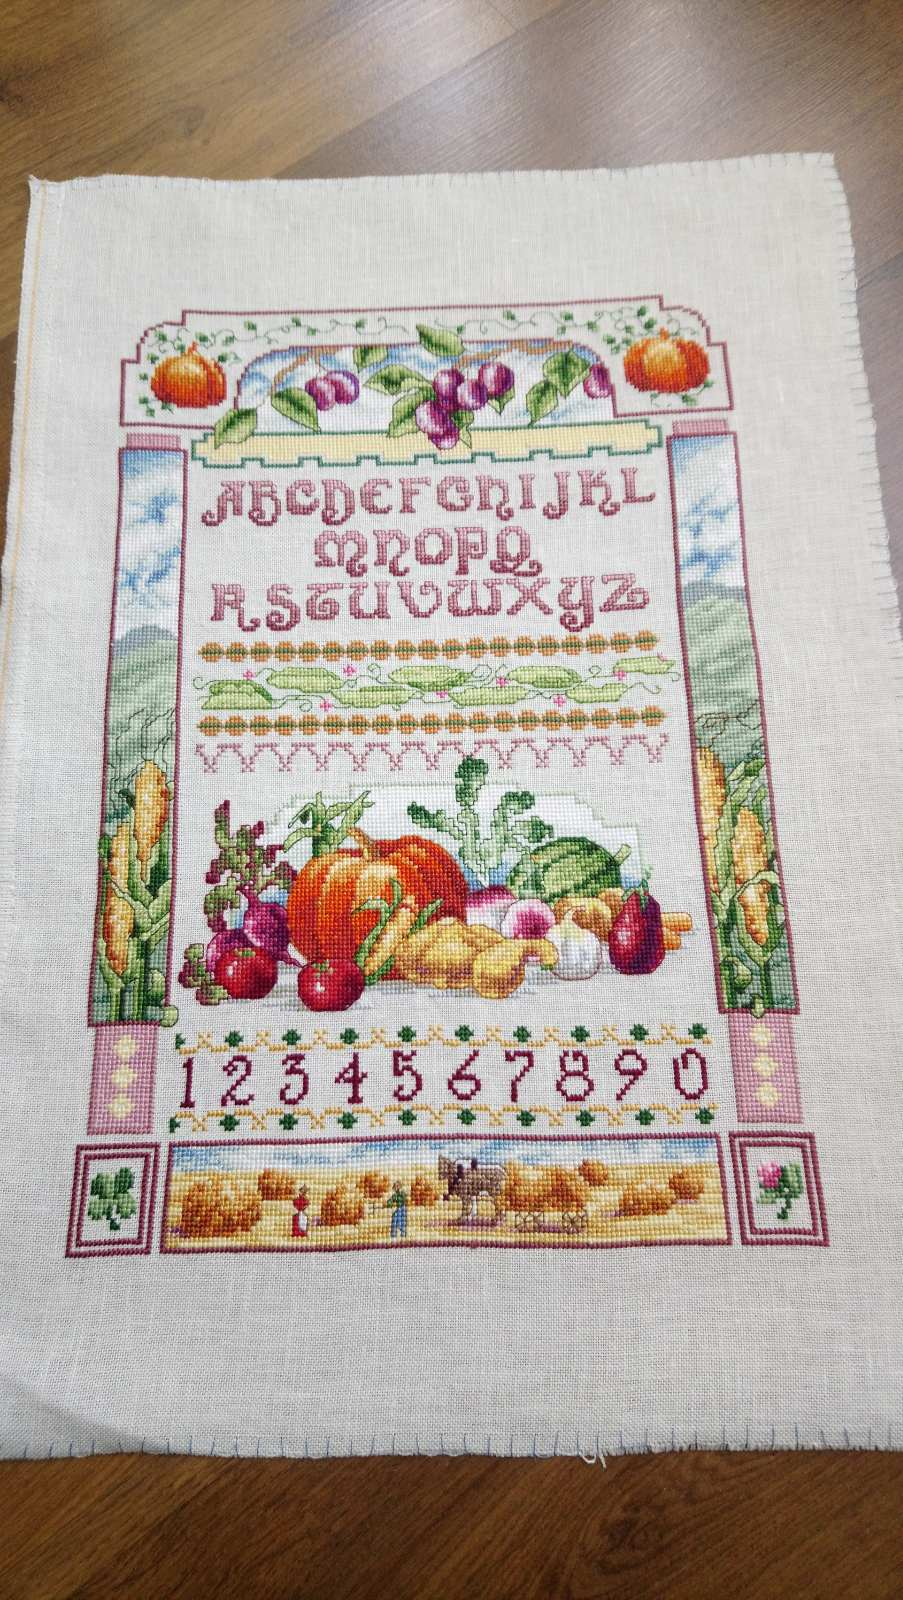 ABCDEFGHIJKL
MNOPQ
RSTUVWXYZ
1234567890